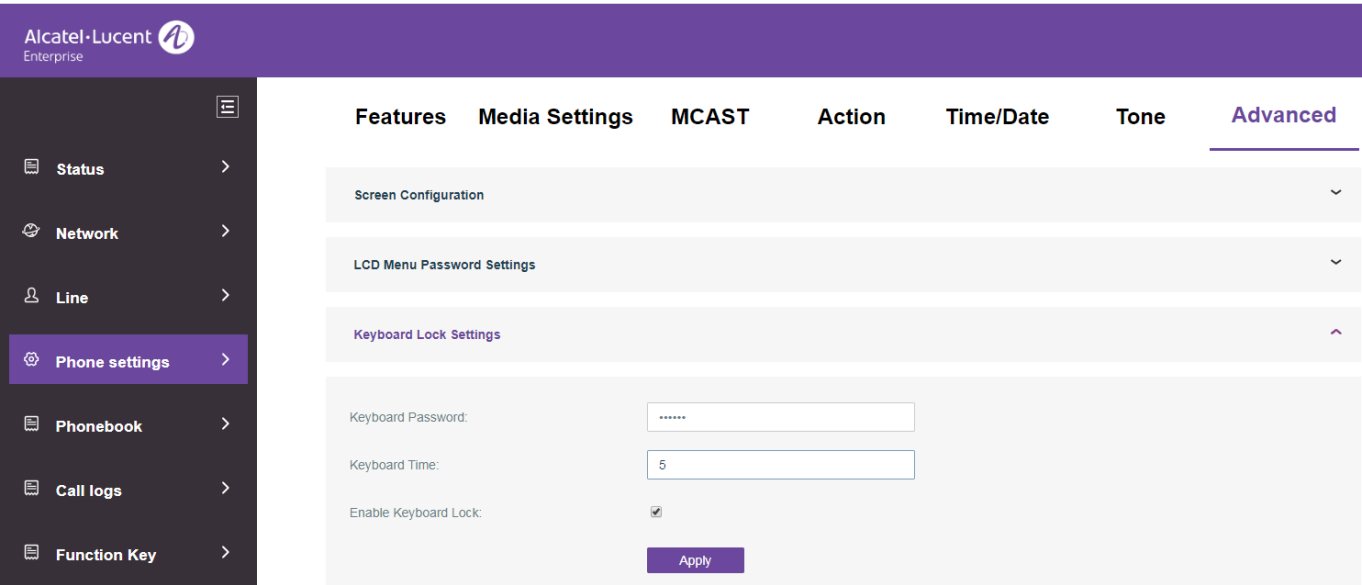 Alcatel·Lucent
Enterprise
Features Media Settings MCAST Action Time/Date Tone Advanced
Status
Network
Line
Phone settings
Phonebook
Call logs
Function Key
Screen Configuration
LCD Menu Password Settings
Keyboard Lock Settings
Keyboard Password: ••••••
Keyboard Time: 5
Enable Keyboard Lock:
Apply